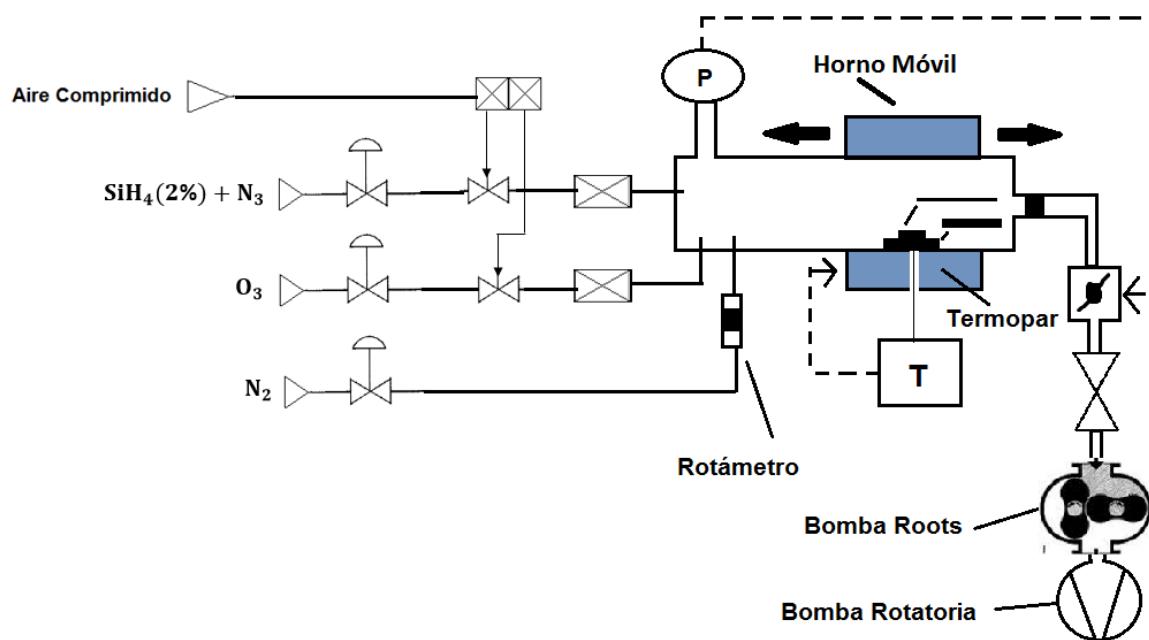 P
Horno Móvil
Aire Comprimido
SiH₄(2%) + N₃
O₃
Termopar
T
N₂
Rotámetro
Bomba Roots
Bomba Rotatoria